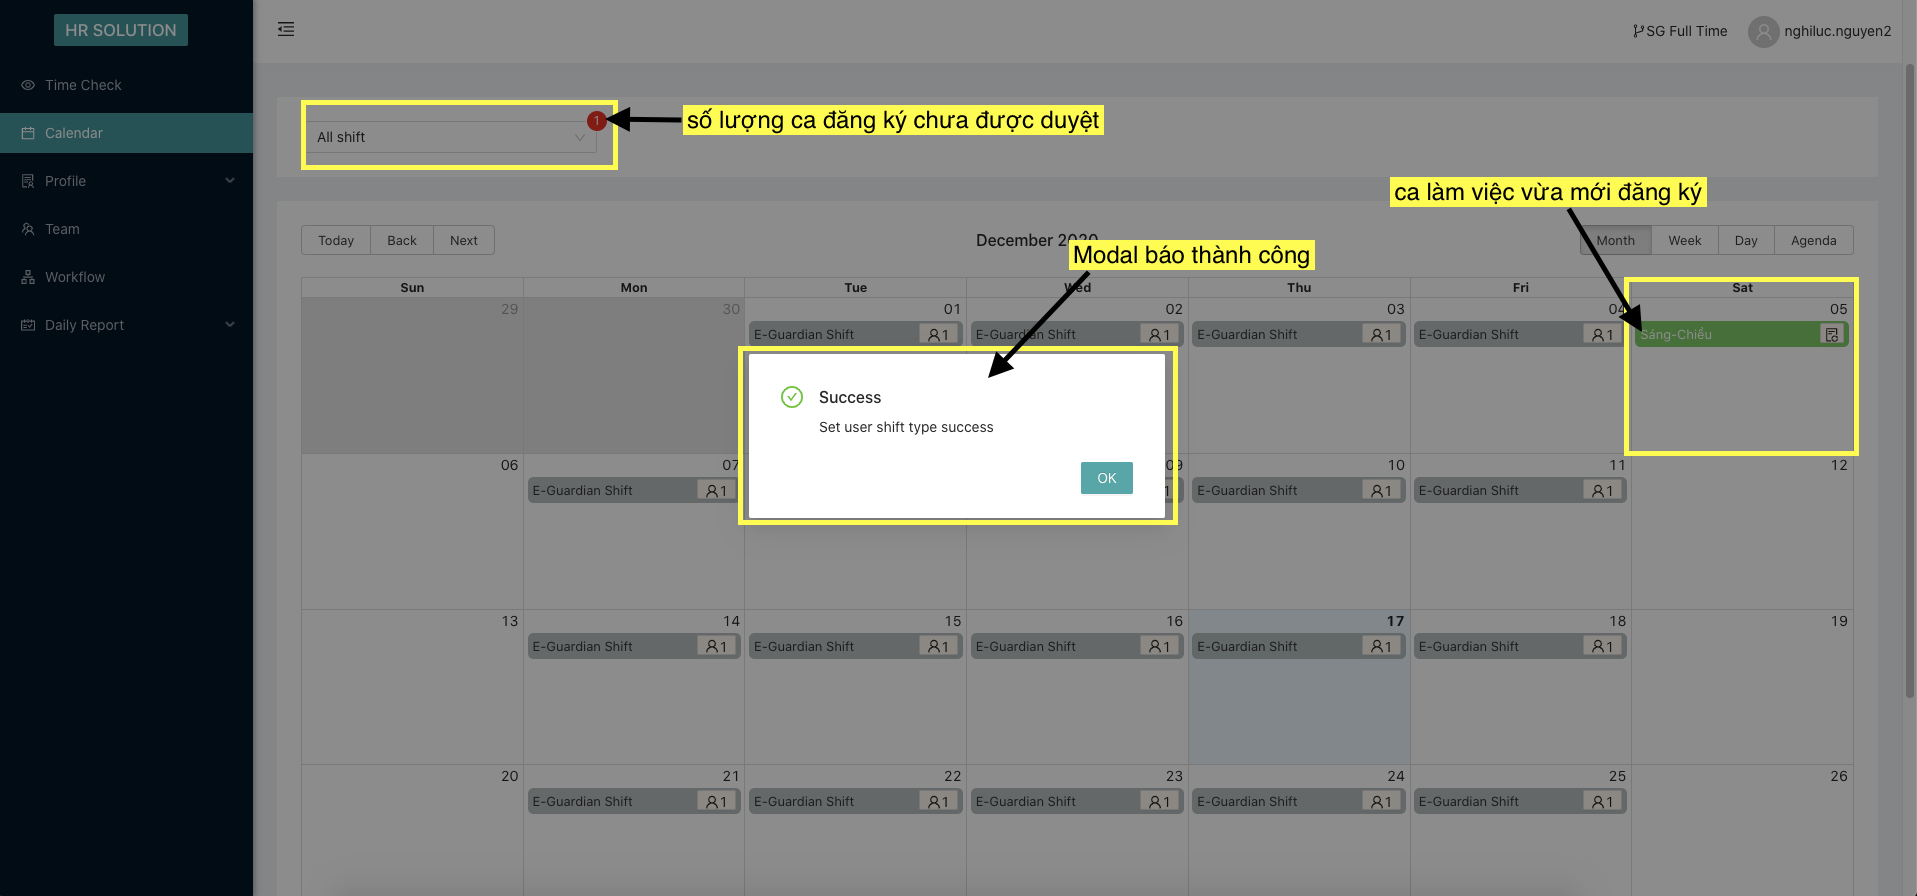 HR SOLUTION
SG Full Time
nghiluc.nguyen2
Time Check
Calendar
Profile
Team
Workflow
Daily Report
All shift
1
số lượng ca đăng ký chưa được duyệt
ca làm việc vừa mới đăng ký
Today Back Next
December 2020
Month Week Day Agenda
Modal báo thành công
Sun Mon Tue Wed Thu Fri Sat
29 30 01 02 03 04 05
E-Guardian Shift 1 E-Guardian Shift 1 E-Guardian Shift 1 E-Guardian Shift 1 Sáng-Chiều
Success
Set user shift type success
OK
06 07 09 10 11 12
E-Guardian Shift 1 1 E-Guardian Shift 1 E-Guardian Shift 1
13 14 15 16 17 18 19
E-Guardian Shift 1 E-Guardian Shift 1 E-Guardian Shift 1 E-Guardian Shift 1 E-Guardian Shift 1
20 21 22 23 24 25 26
E-Guardian Shift 1 E-Guardian Shift 1 E-Guardian Shift 1 E-Guardian Shift 1 E-Guardian Shift 1